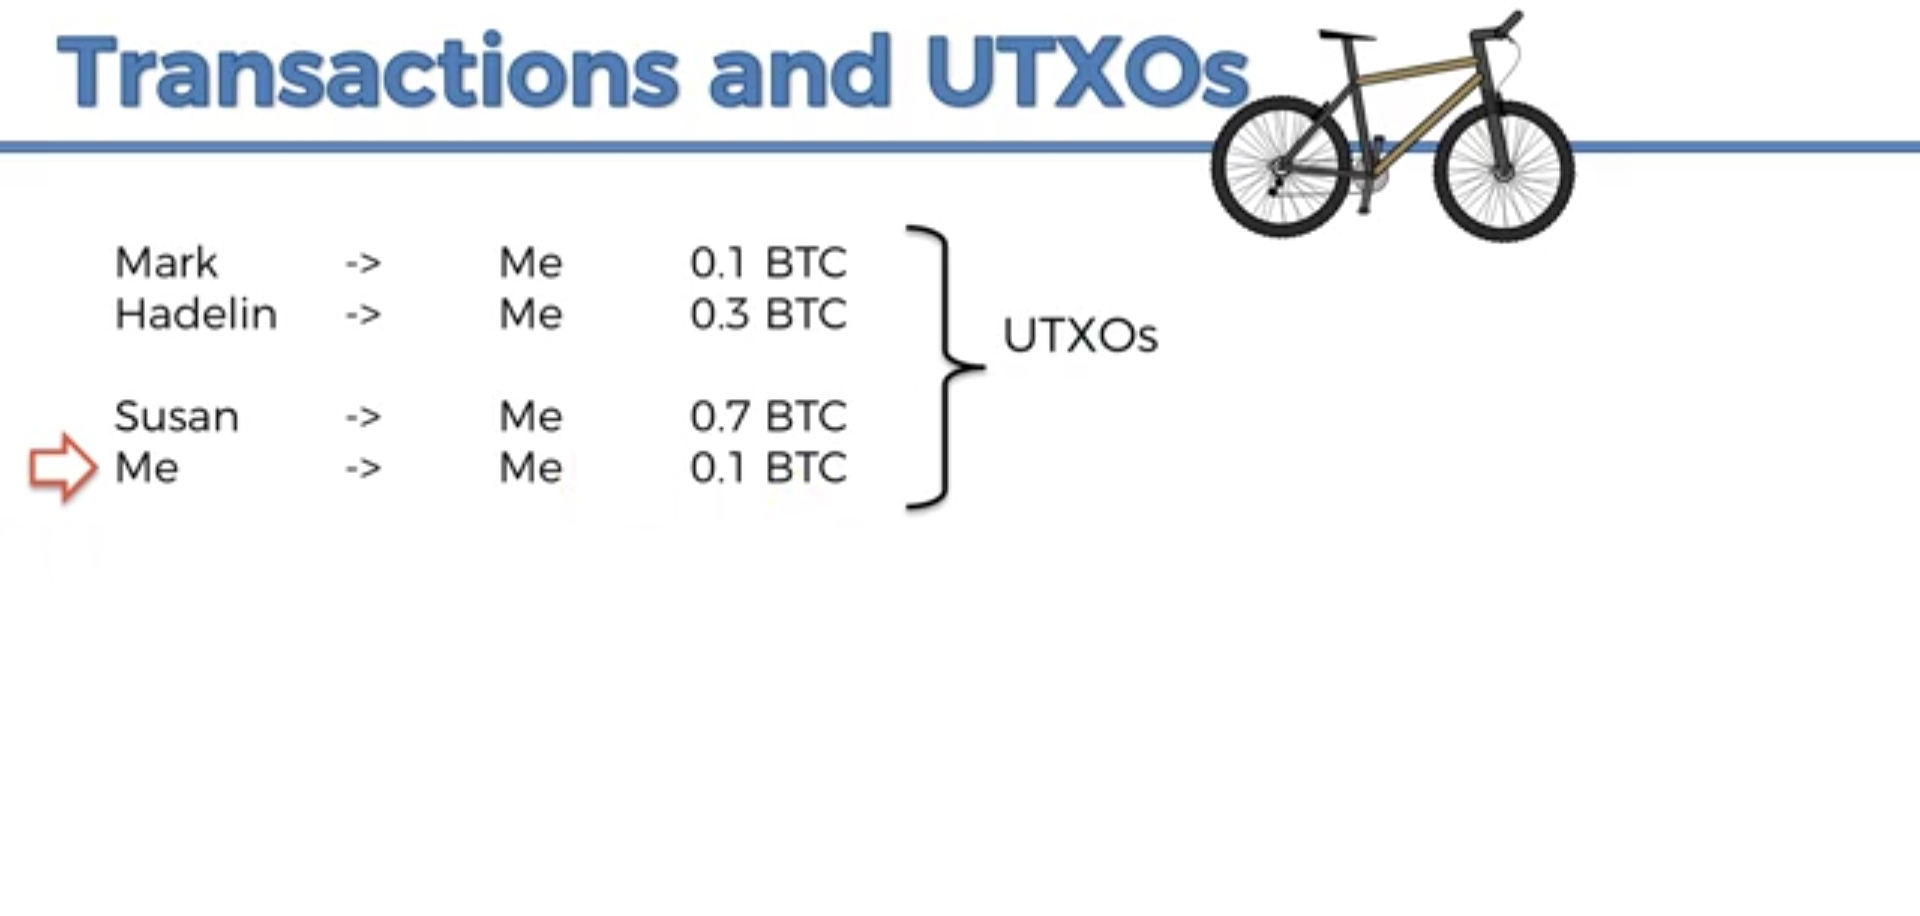 Transactions and UTXOs
Mark -> Me 0.1 BTC
Hadelin -> Me 0.3 BTC
UTXOs
Susan -> Me 0.7 BTC
Me -> Me 0.1 BTC